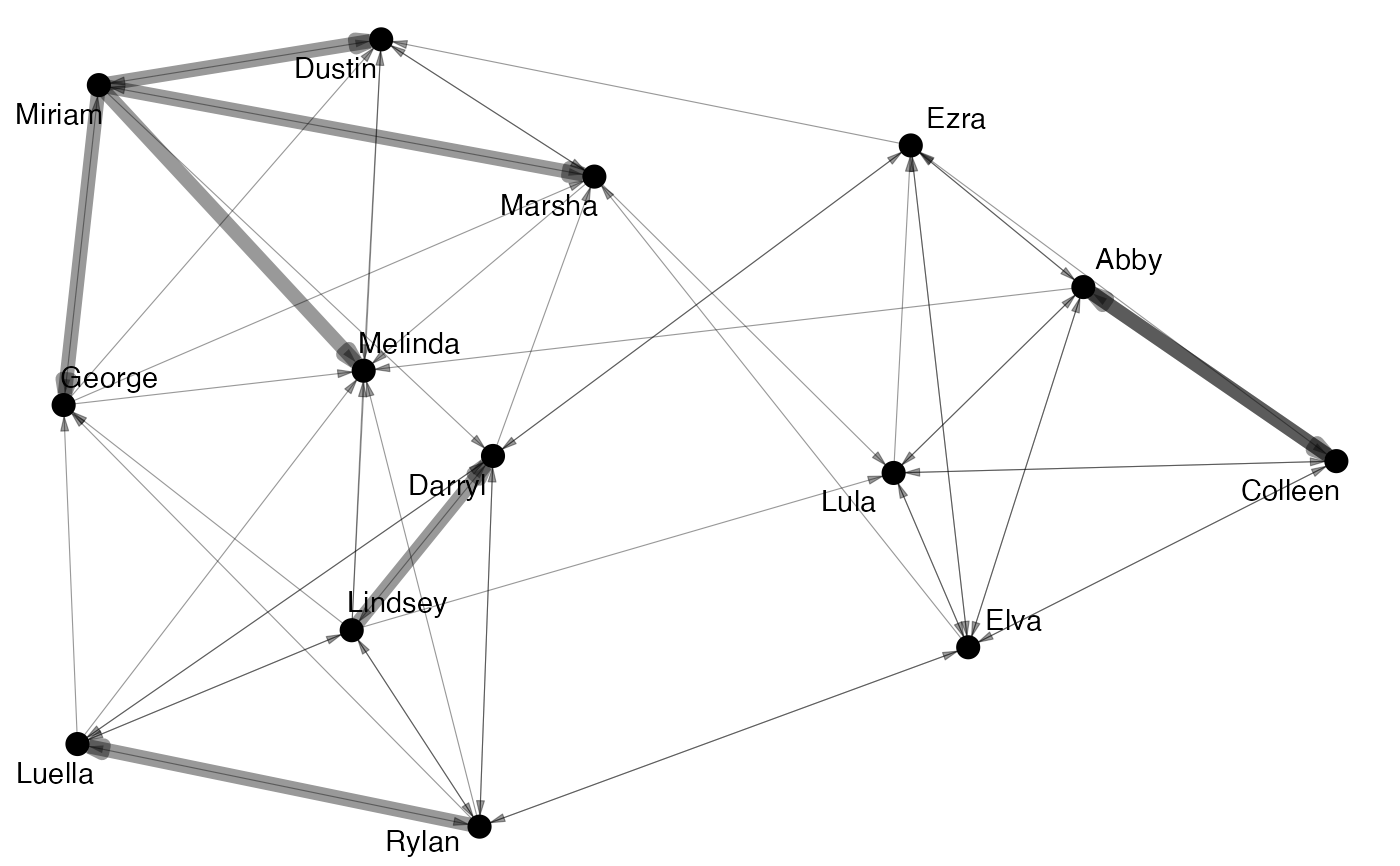 Dustin
Miriam
Ezra
Marsha
Abby
Melinda
George
Darryl
Lula
Colleen
Lindsey
Elva
Luella
Rylan